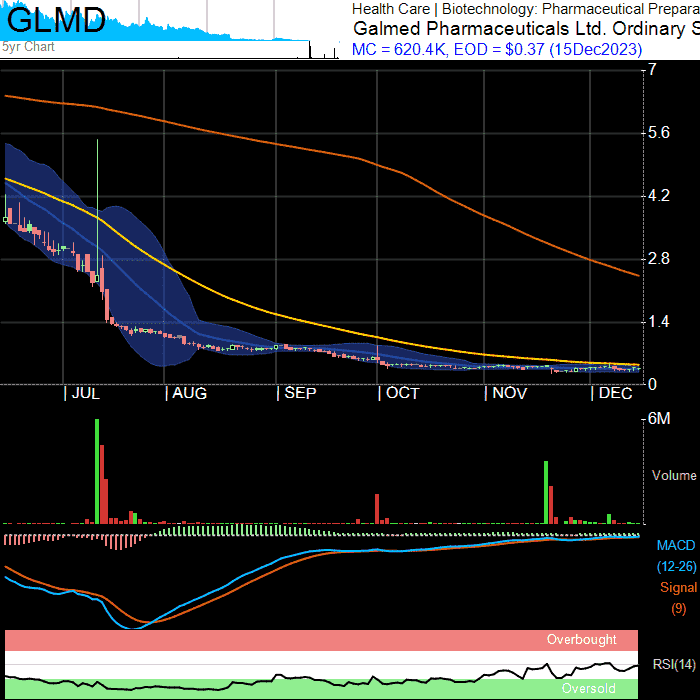 GLMD
5yr Chart
Health Care | Biotechnology: Pharmaceutical Prepara
Galmed Pharmaceuticals Ltd. Ordinary S
MC = 620.4K, EOD = $0.37 (15Dec2023)
7
5.6
4.2
2.8
1.4
0
| JUL | AUG | SEP | OCT | NOV | DEC
6M
Volume
MACD
(12-26)
Signal
(9)
Overbought
RSI(14)
Oversold